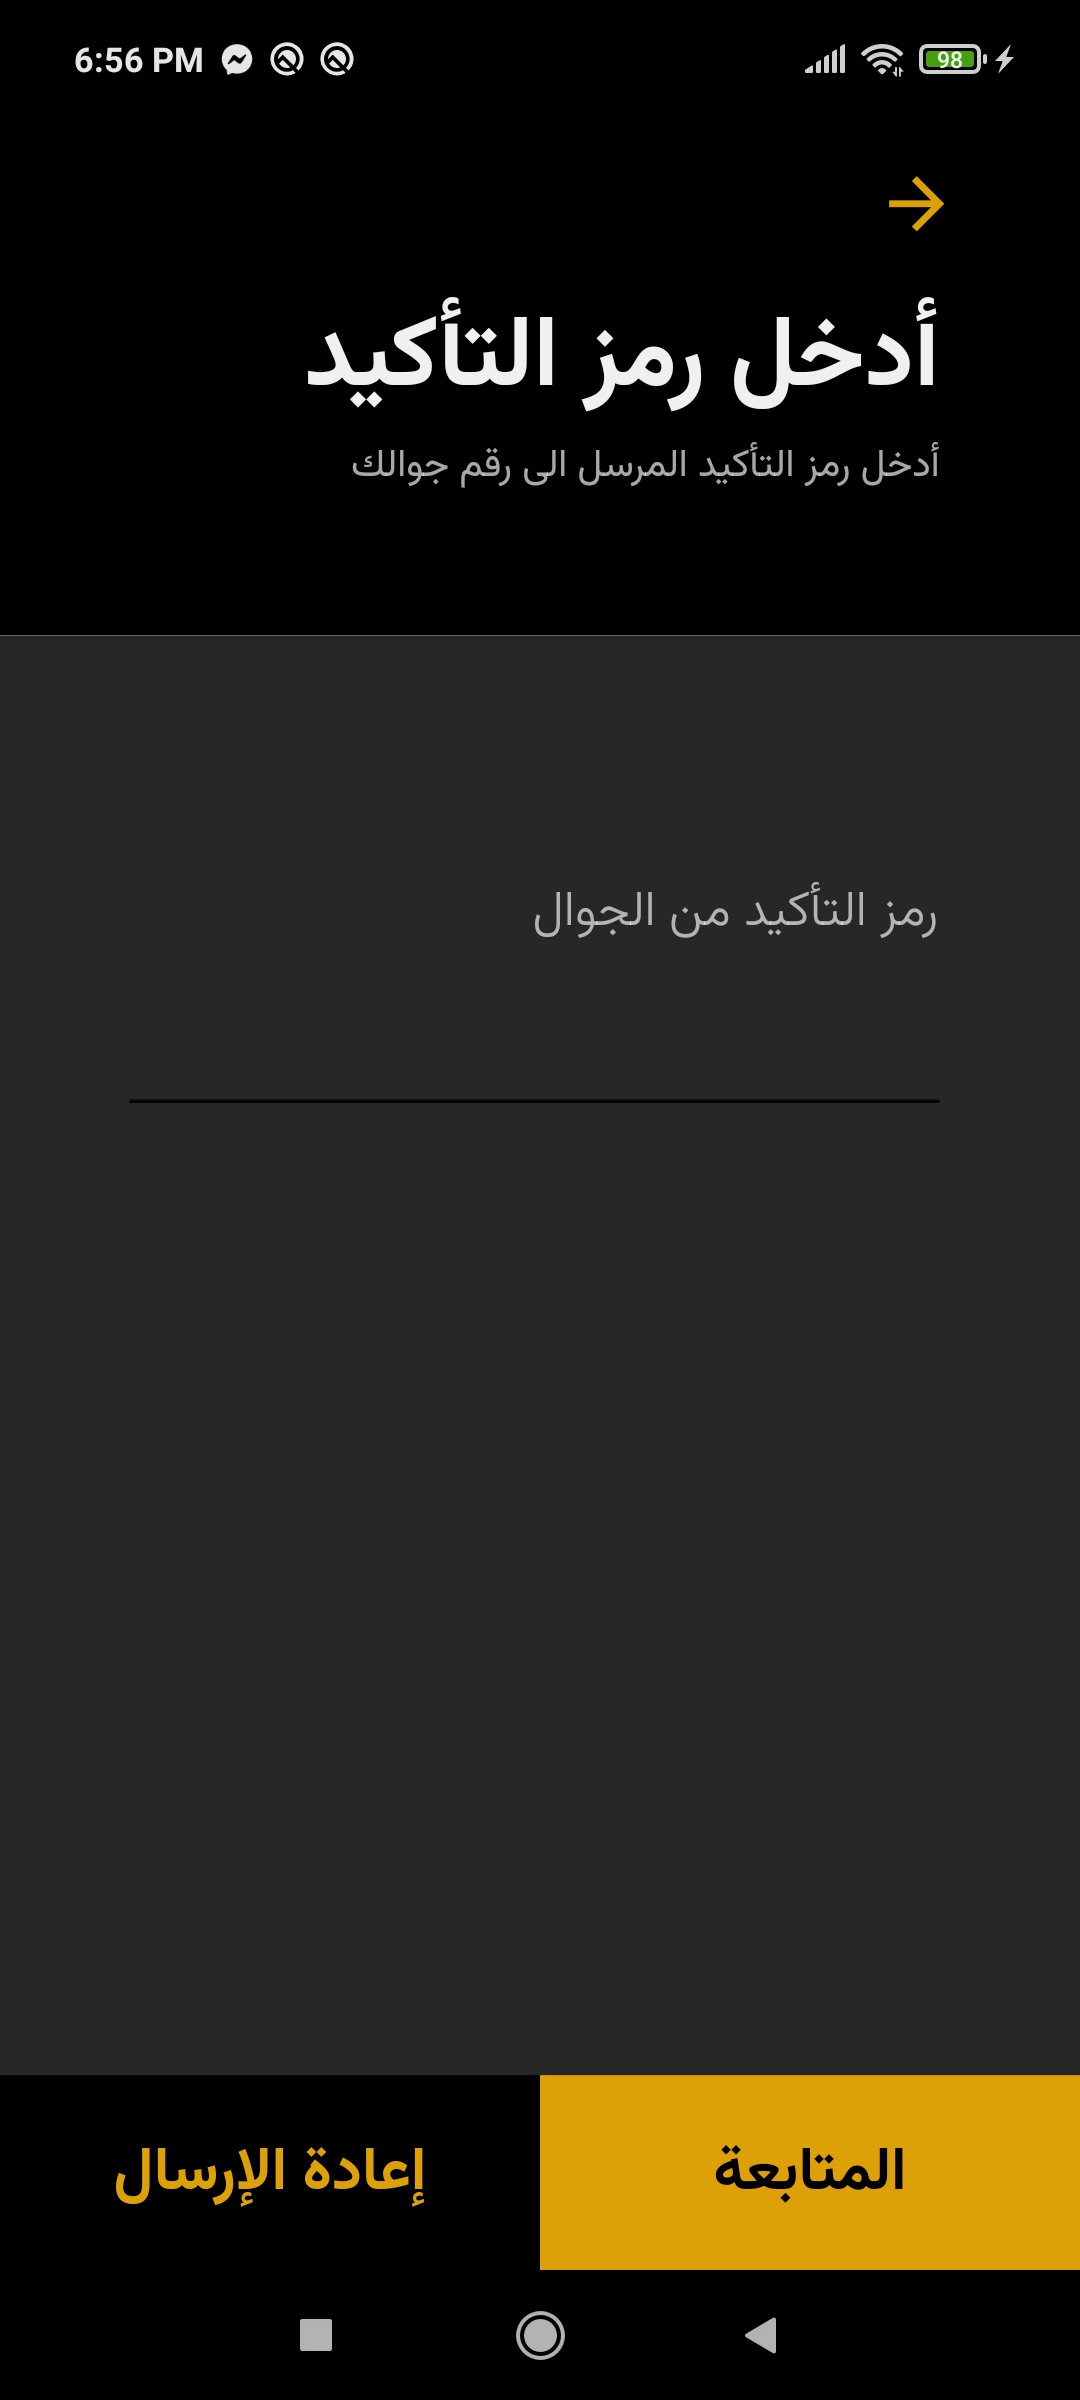 6:56 PM
98
أدخل رمز التأكيد
أدخل رمز التأكيد المرسل الى رقم جوالك
رمز التأكيد من الجوال
المتابعة
إعادة الإرسال